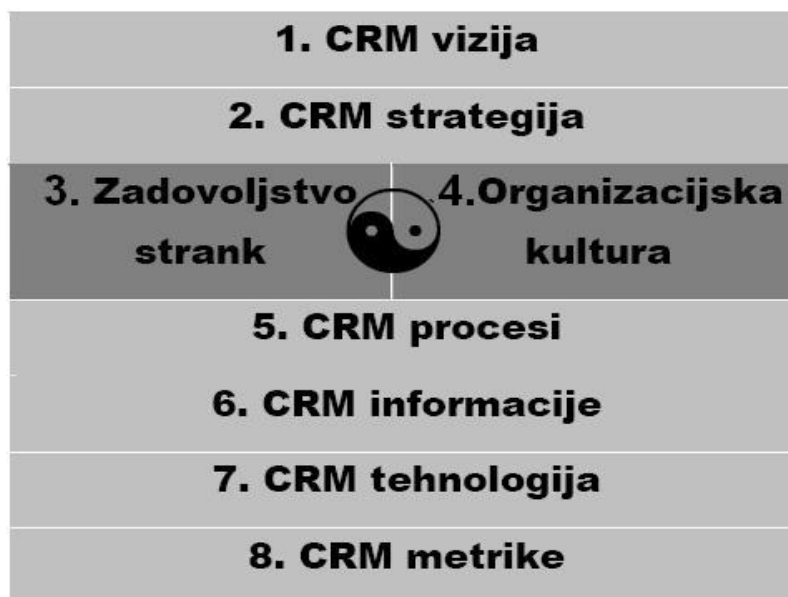 1. CRM vizija
2. CRM strategija
3. Zadovoljstvo
strank
4.Organizacijska
kultura
5. CRM procesi
6. CRM informacije
7. CRM tehnologija
8. CRM metrike